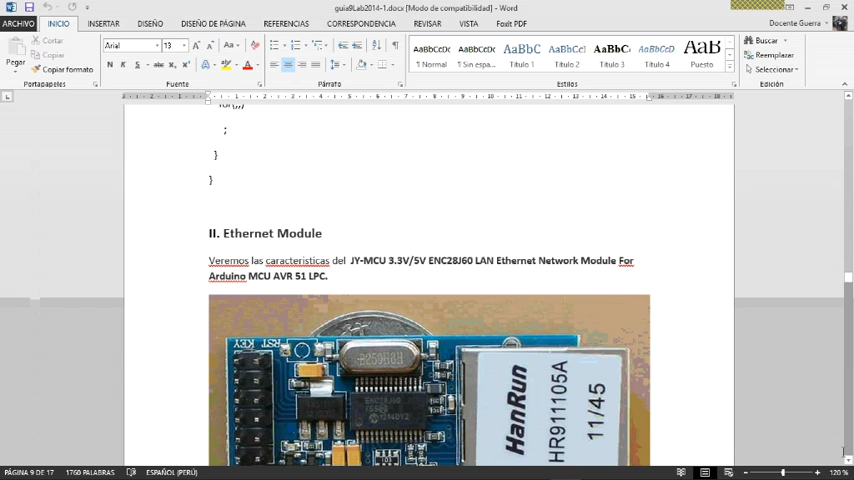 guia9Lab2014-1.docx [Modo de compatibilidad] - Word
ARCHIVO INICIO INSERTAR DISEÑO DISEÑO DE PÁGINA REFERENCIAS CORRESPONDENCIA REVISAR VISTA Foxit PDF Docente Guerra
Pegar
Cortar
Copiar
Copiar formato
Portapapeles
Arial 13
N K S abc
Fuente
Párrafo
AaBbCcDc AaBbCcDc AaBbC AaBbCc AaBbCc AaBbCcD AaB
¶ Normal ¶ Sin espa... Título 1 Título 2 Título 3 Título 4 Puesto
Estilos
Buscar
Reemplazar
Seleccionar
Edición
;
}
}
II. Ethernet Module
Veremos las caracteristicas del JY-MCU 3.3V/5V ENC28J60 LAN Ethernet Network Module For
Arduino MCU AVR 51 LPC.
RST KEY
ENC28J60
HanRun
HR911105A
11/45
PÁGINA 9 DE 17 1760 PALABRAS ESPAÑOL (PERÚ) 120 %